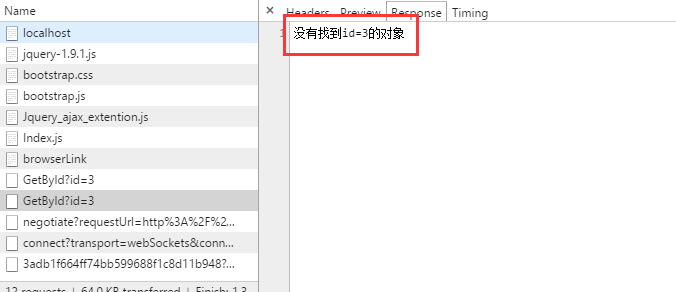 Name
localhost
jquery-1.9.1.js
bootstrap.css
bootstrap.js
Jquery_ajax_extention.js
Index.js
browserLink
GetById?id=3
GetById?id=3
negotiate?requestUrl=http%3A%2F%2...
connect?transport=webSockets&conn...
3adb1f664ff74bb599688f1c8d11b948?...
12 requests | 64.0 KB transferred | Finish: 1.3
× Headers Preview Response Timing
1 没有找到id=3的对象